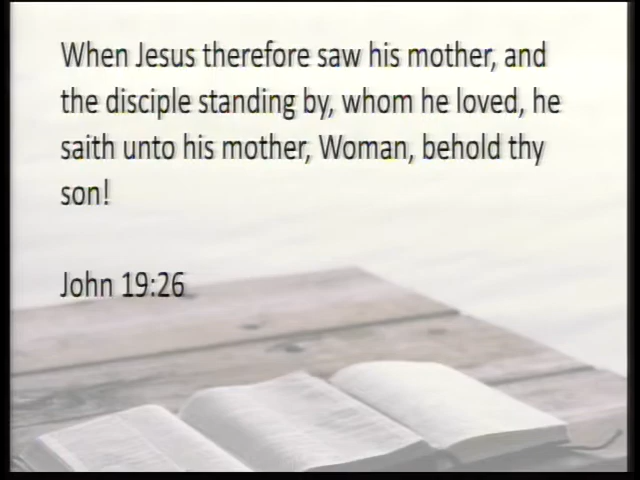 When Jesus therefore saw his mother, and
the disciple standing by, whom he loved, he
saith unto his mother, Woman, behold thy
son!
John 19:26